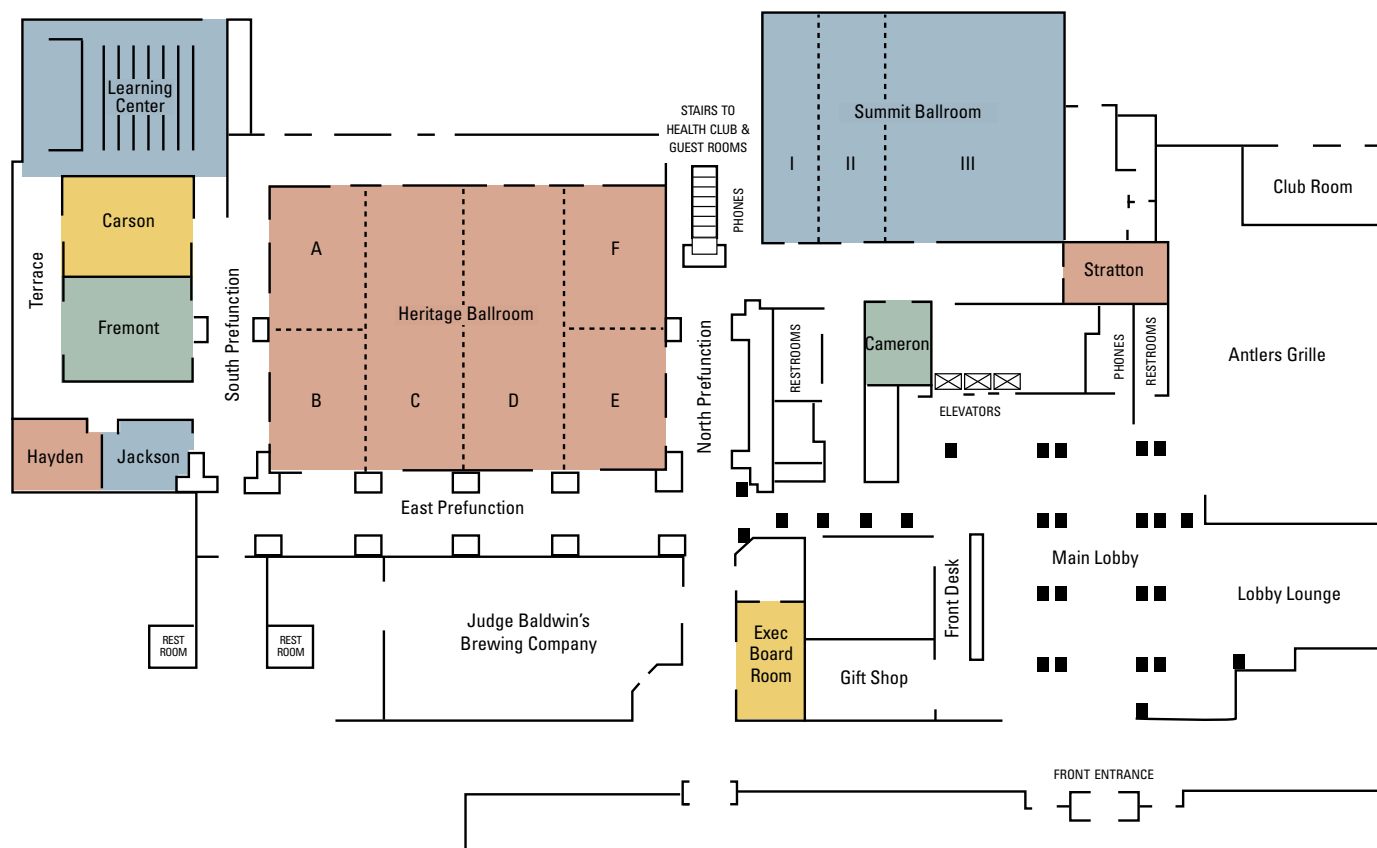 Learning
Center
STAIRS TO
HEALTH CLUB &
GUEST ROOMS
PHONES
Summit Ballroom
I
II
III
Club Room
Carson
Terrace
Fremont
South Prefunction
A
F
Heritage Ballroom
B
C
D
E
North Prefunction
RESTROOMS
Cameron
Stratton
PHONES
RESTROOMS
Antlers Grille
ELEVATORS
Hayden
Jackson
East Prefunction
Main Lobby
Front Desk
Lobby Lounge
REST
ROOM
REST
ROOM
Judge Baldwin's
Brewing Company
Exec
Board
Room
Gift Shop
FRONT ENTRANCE